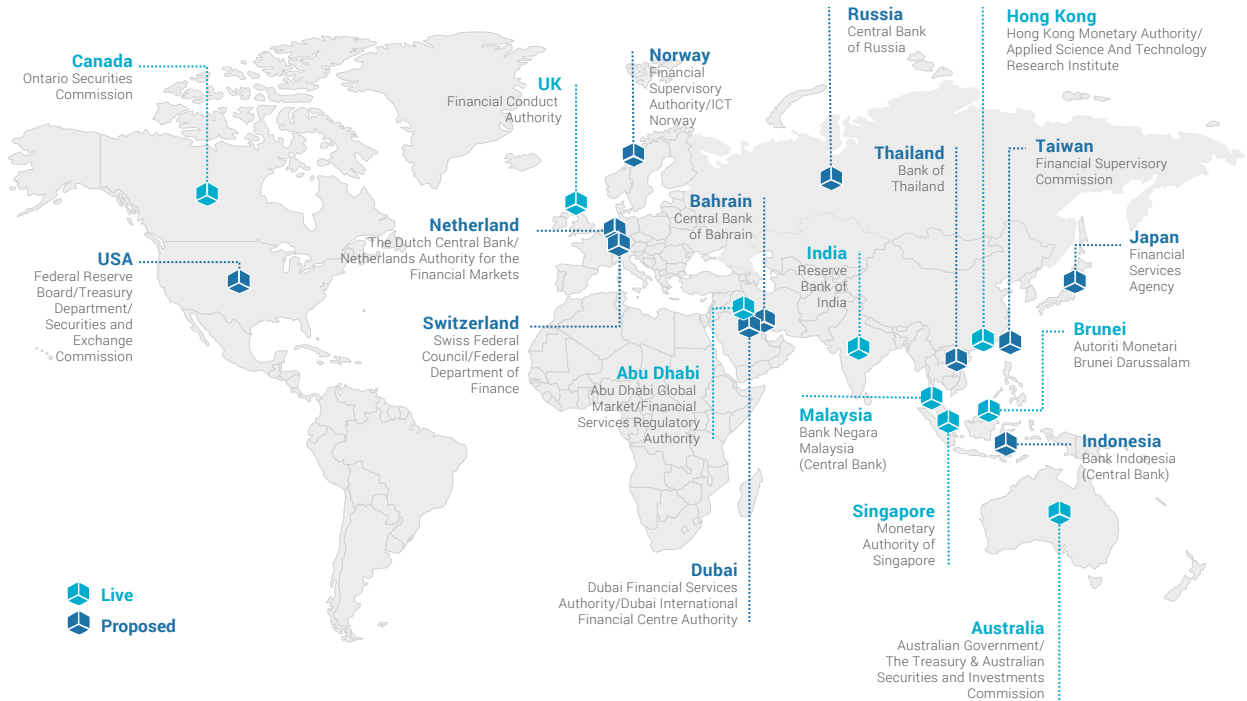 Canada
Ontario Securities
Commission
USA
Federal Reserve
Board/Treasury
Department/
Securities and
Exchange
Commission
UK
Financial Conduct
Authority
Norway
Financial
Supervisory
Authority/ICT
Norway
Netherland
The Dutch Central Bank/
Netherlands Authority for the
Financial Markets
Switzerland
Swiss Federal
Council/Federal
Department of
Finance
Bahrain
Central Bank
of Bahrain
Abu Dhabi
Abu Dhabi Global
Market/Financial
Services Regulatory
Authority
Dubai
Dubai Financial Services
Authority/Dubai International
Financial Centre Authority
Russia
Central Bank
of Russia
Hong Kong
Hong Kong Monetary Authority/
Applied Science And Technology
Research Institute
Thailand
Bank of
Thailand
Taiwan
Financial Supervisory
Commission
India
Reserve
Bank of
India
Japan
Financial
Services
Agency
Brunei
Autoriti Monetari
Brunei Darussalam
Malaysia
Bank Negara
Malaysia
(Central Bank)
Indonesia
Bank Indonesia
(Central Bank)
Singapore
Monetary
Authority of
Singapore
Australia
Australian Government/
The Treasury & Australian
Securities and Investments
Commission
Live
Proposed